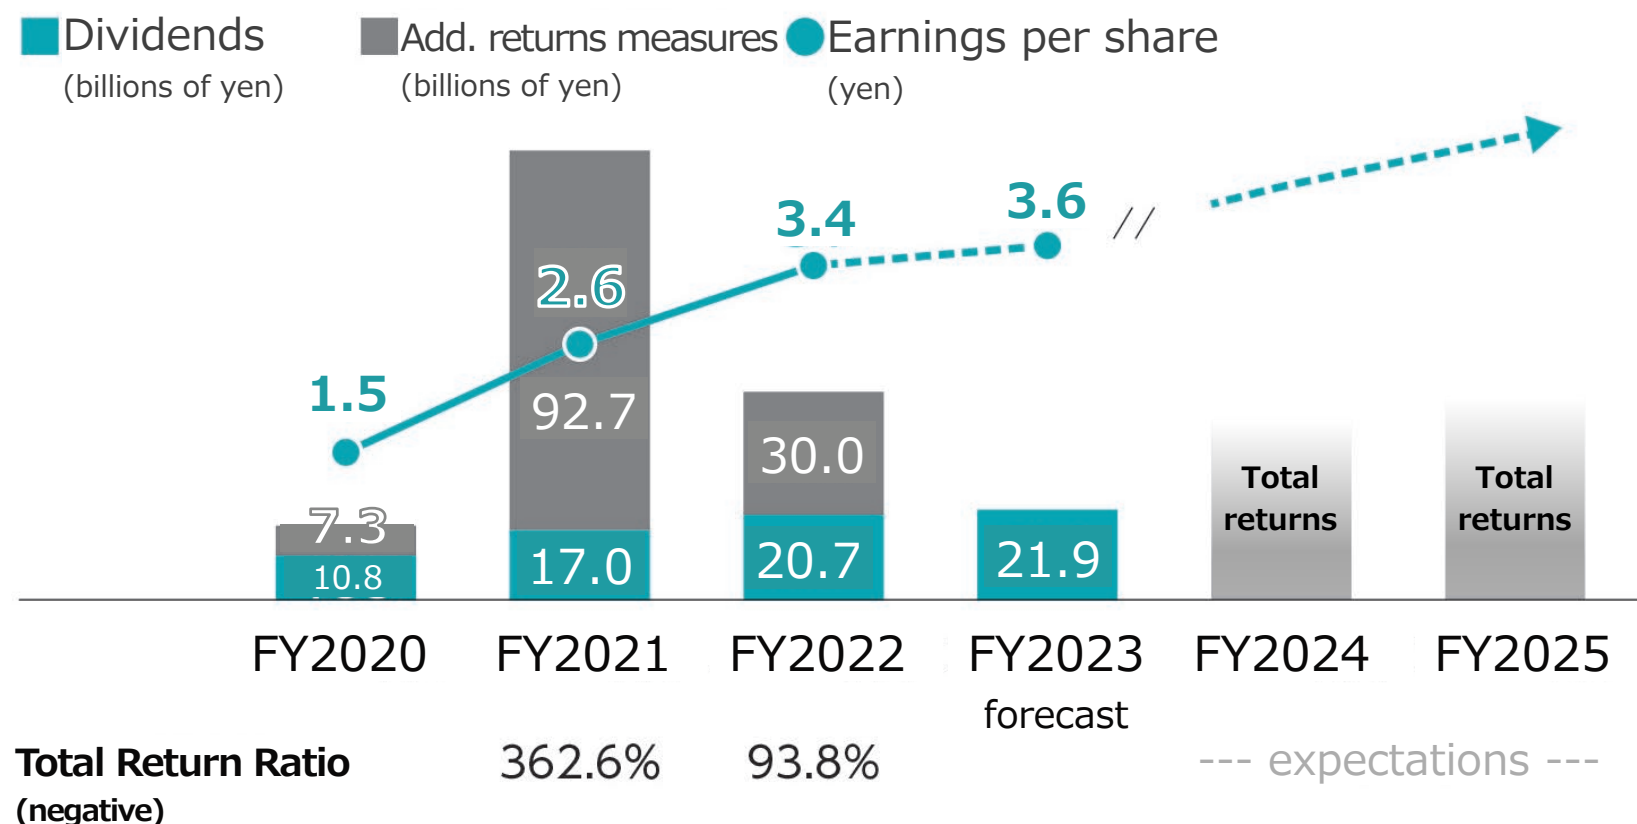 Dividends
(billions of yen)
Add. returns measures
(billions of yen)
Earnings per share
(yen)
1.5
2.6
3.4
3.6
//
7.3
10.8
92.7
17.0
30.0
20.7
21.9
Total
returns
Total
returns
FY2020
FY2021
FY2022
FY2023
FY2024
FY2025
forecast
Total Return Ratio
(negative)
362.6%
93.8%
--- expectations ---